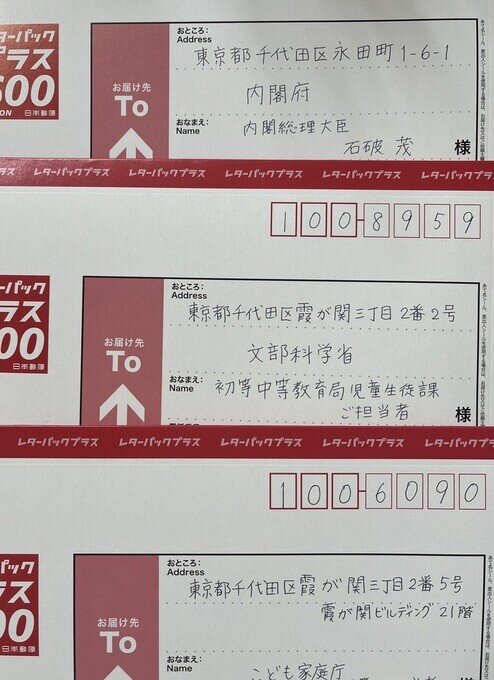 ターパック
プラス
600
ON 日本郵便
お届け先
To
おところ:
Address
東京都千代田区永田町1-6-1
内閣府
おなまえ:
Name
内閣総理大臣
石破 茂
様
レターパックプラス レターパックプラス レターパックプラス レターパックプラス
100-8959
ーパック
ラス
00
日本郵便
お届け先
To
おところ:
Address
東京都千代田区霞が関三丁目2番2号
文部科学省
おなまえ:
Name
初等中等教育局児童生徒課
ご担当者
様
レターパックプラス レターパックプラス レターパックプラス レターパックプラス
100-6090
パック
ラス
00
日本郵便
お届け先
To
おところ:
Address
東京都千代田区霞が関三丁目2番5号
霞が関ビルディング21階
おなまえ:
Name
こども家庭庁